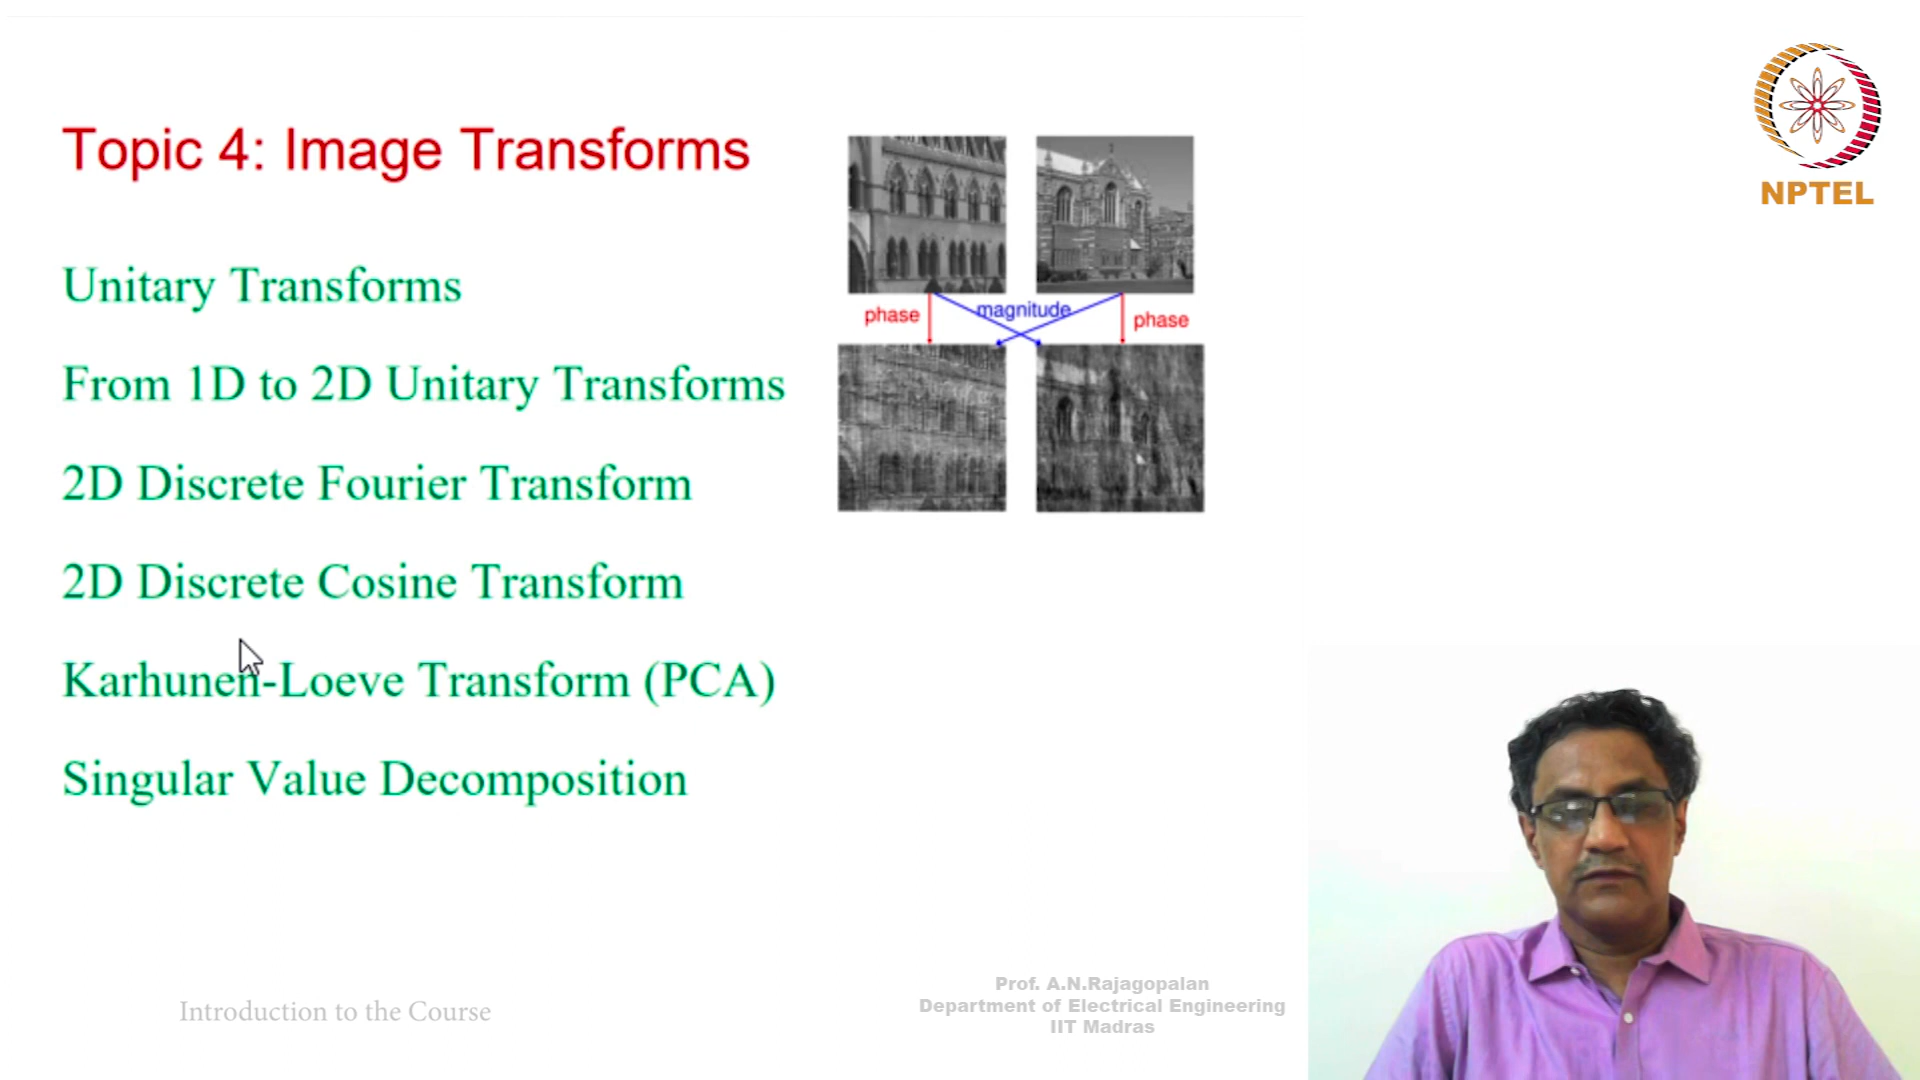 Topic 4: Image Transforms
NPTEL
Unitary Transforms
phase
magnitude
phase
From 1D to 2D Unitary Transforms
2D Discrete Fourier Transform
2D Discrete Cosine Transform
Karhunen-Loeve Transform (PCA)
Singular Value Decomposition
Introduction to the Course
Prof. A.N.Rajagopalan
Department of Electrical Engineering
IIT Madras